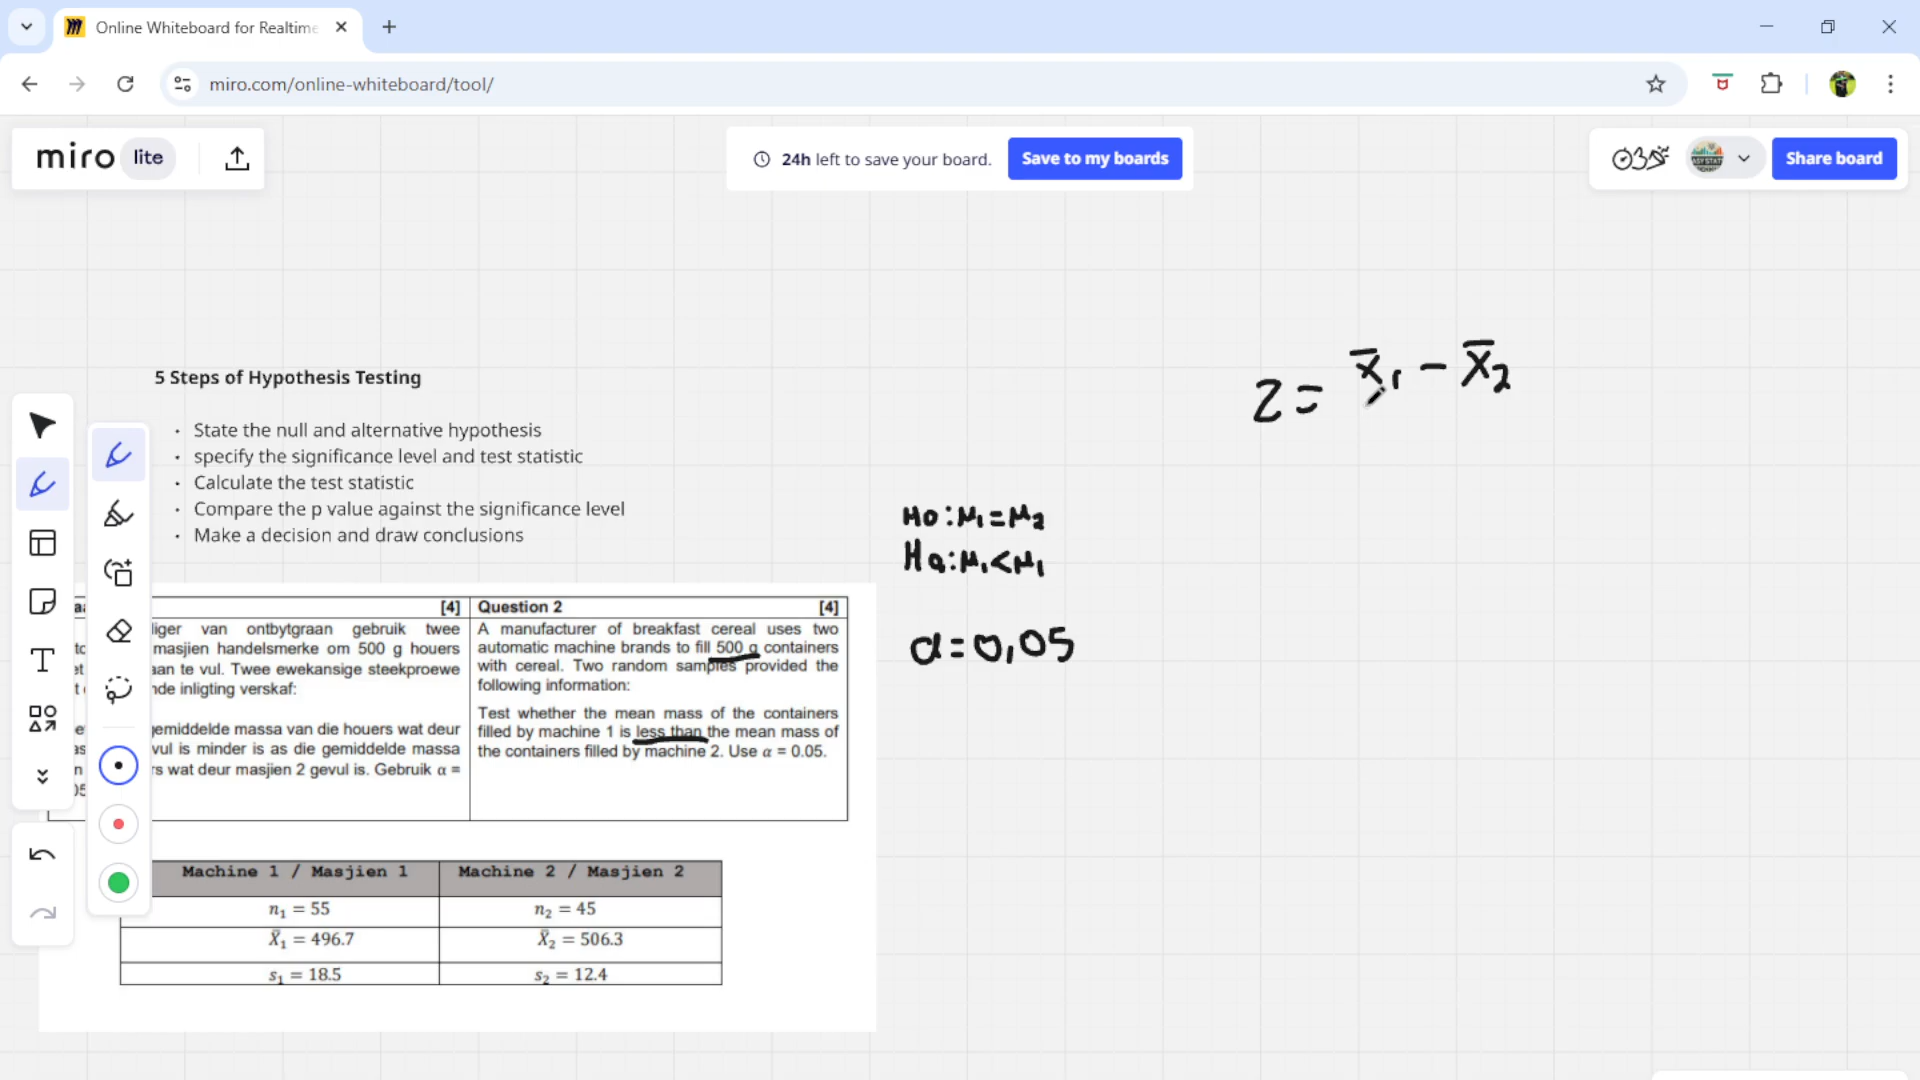 Online Whiteboard for Realtime
miro.com/online-whiteboard/tool/
miro lite
24h left to save your board.
Save to my boards
Share board
5 Steps of Hypothesis Testing
· State the null and alternative hypothesis
· specify the significance level and test statistic
· Calculate the test statistic
· Compare the p value against the significance level
· Make a decision and draw conclusions
Z = x̄₁ − x̄₂
Ho: μ₁ = μ₂
Ha: μ₁ < μ₁
α = 0,05
[4]
liger van ontbytgraan gebruik twee
masjien handelsmerke om 500 g houers
aan te vul. Twee ewekansige steekproewe
nde inligting verskaf:
gemiddelde massa van die houers wat deur
vul is minder is as die gemiddelde massa
rs wat deur masjien 2 gevul is. Gebruik α =
Question 2 [4]
A manufacturer of breakfast cereal uses two
automatic machine brands to fill 500 g containers
with cereal. Two random samples provided the
following information:
Test whether the mean mass of the containers
filled by machine 1 is less than the mean mass of
the containers filled by machine 2. Use α = 0.05.
Machine 1 / Masjien 1 Machine 2 / Masjien 2
n₁ = 55 n₂ = 45
X̄₁ = 496.7 X̄₂ = 506.3
s₁ = 18.5 s₂ = 12.4